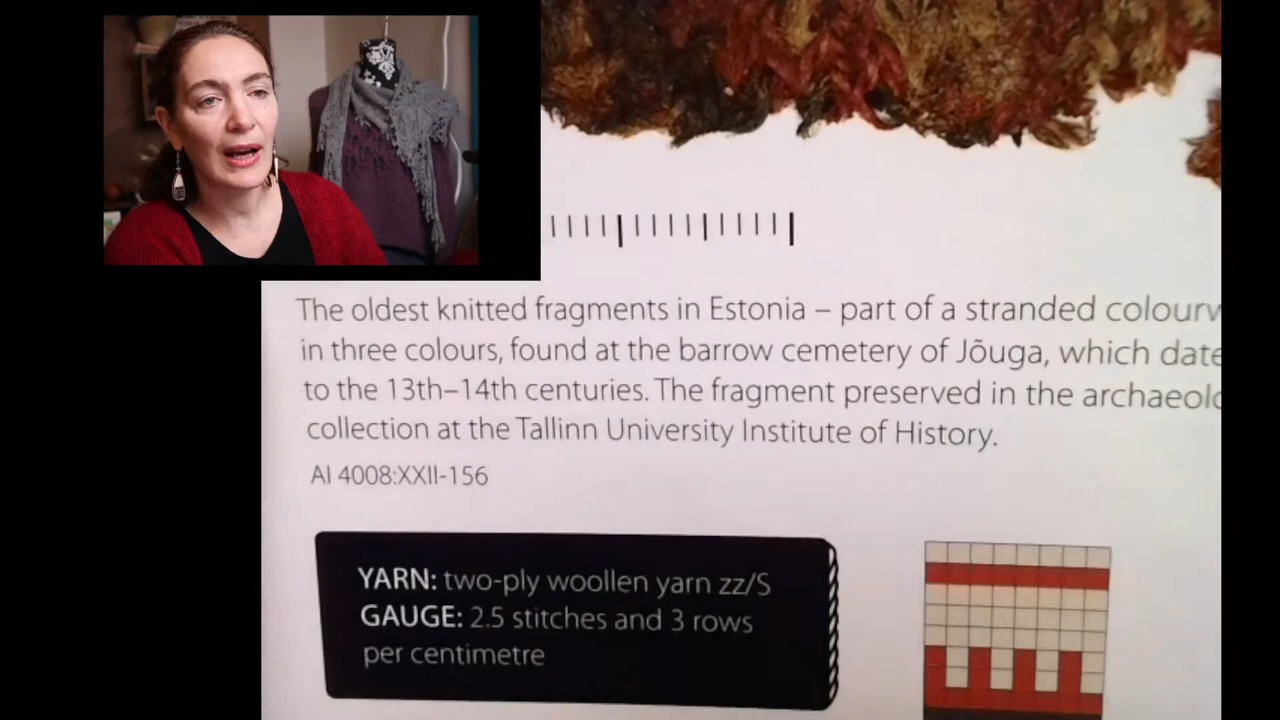 The oldest knitted fragments in Estonia – part of a stranded
in three colours, found at the barrow cemetery of Jõuga, which
to the 13th–14th centuries. The fragment preserved in the
collection at the Tallinn University Institute of History.
AI 4008:XXII-156
YARN: two-ply woollen yarn zz/S
GAUGE: 2.5 stitches and 3 rows
per centimetre